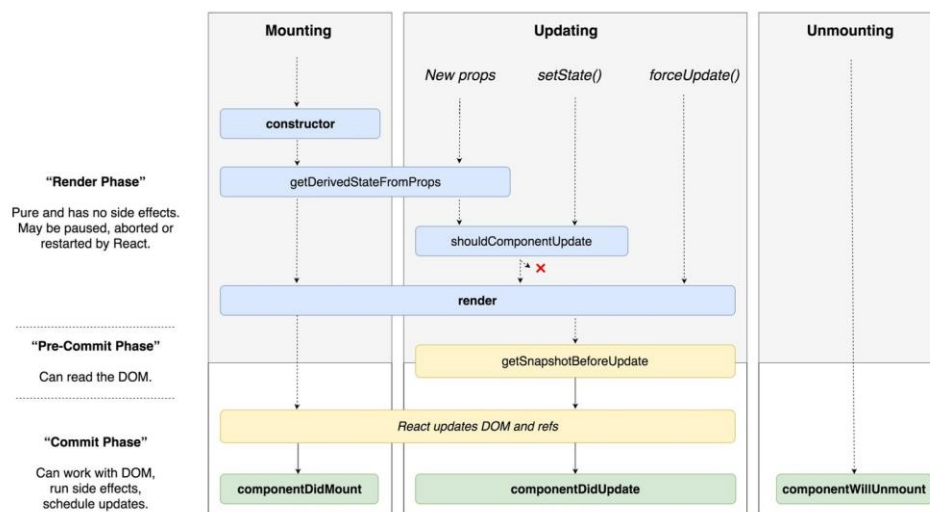 Mounting
Updating
Unmounting
New props
setState()
forceUpdate()
constructor
“Render Phase”
getDerivedStateFromProps
Pure and has no side effects.
May be paused, aborted or
restarted by React.
shouldComponentUpdate
render
“Pre-Commit Phase”
Can read the DOM.
getSnapshotBeforeUpdate
React updates DOM and refs
“Commit Phase”
Can work with DOM,
run side effects,
schedule updates.
componentDidMount
componentDidUpdate
componentWillUnmount